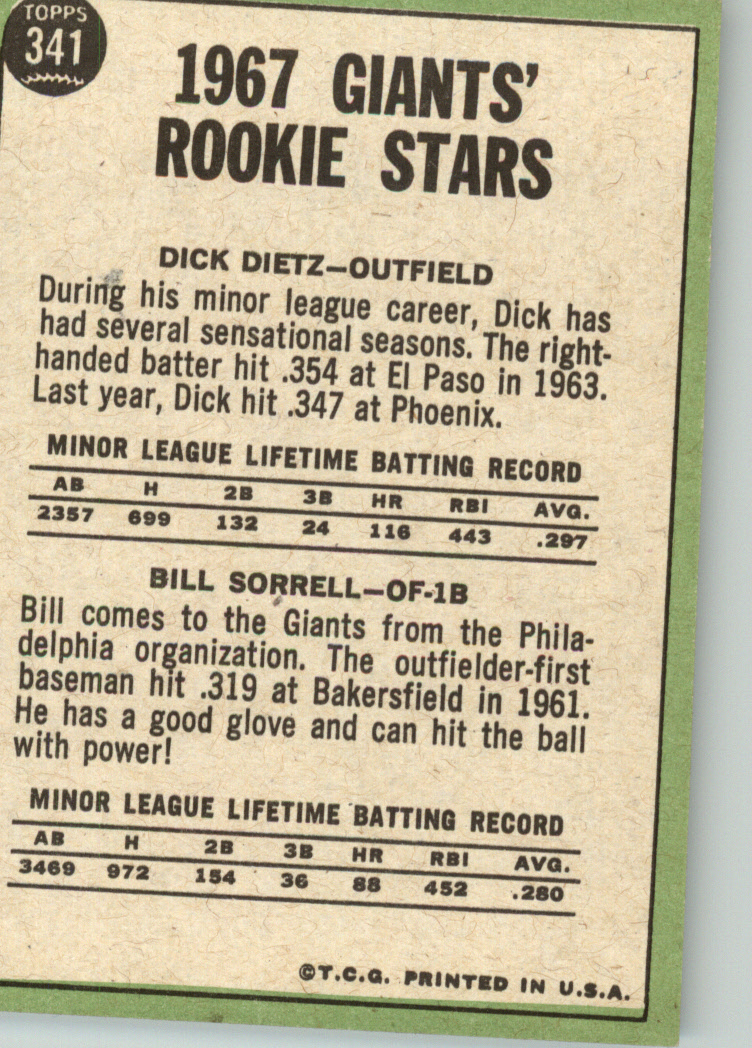 TOPPS
341
1967 GIANTS'
ROOKIE STARS
DICK DIETZ—OUTFIELD
During his minor league career, Dick has
had several sensational seasons. The right-
handed batter hit .354 at El Paso in 1963.
Last year, Dick hit .347 at Phoenix.
MINOR LEAGUE LIFETIME BATTING RECORD
AB H 2B 3B HR RBI AVG.
2357 699 132 24 116 443 .297
BILL SORRELL—OF-1B
Bill comes to the Giants from the Phila-
delphia organization. The outfielder-first
baseman hit .319 at Bakersfield in 1961.
He has a good glove and can hit the ball
with power!
MINOR LEAGUE LIFETIME BATTING RECORD
AB H 2B 3B HR RBI AVG.
3469 972 154 36 88 452 .280
©T.C.G. PRINTED IN U.S.A.